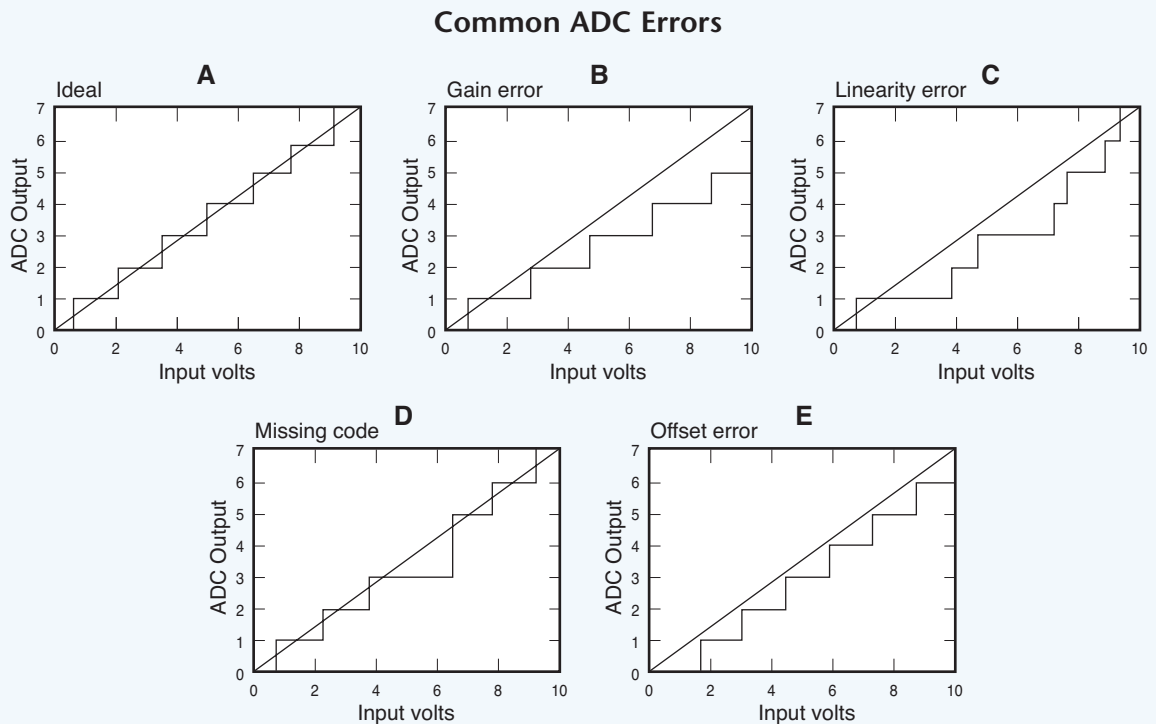 Common ADC Errors
A
Ideal
7
6
5
4
3
2
1
0
ADC Output
0 2 4 6 8 10
Input volts
B
Gain error
7
6
5
4
3
2
1
0
ADC Output
0 2 4 6 8 10
Input volts
C
Linearity error
7
6
5
4
3
2
1
0
ADC Output
0 2 4 6 8 10
Input volts
D
Missing code
7
6
5
4
3
2
1
0
ADC Output
0 2 4 6 8 10
Input volts
E
Offset error
7
6
5
4
3
2
1
0
ADC Output
0 2 4 6 8 10
Input volts